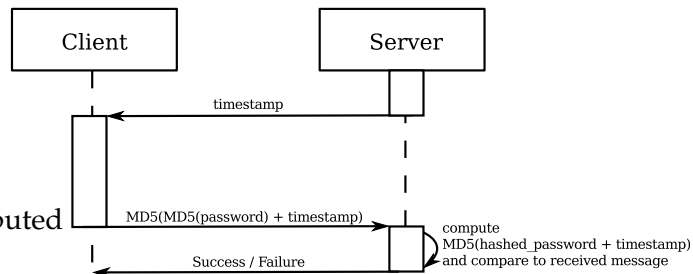 Client
Server
timestamp
MD5(MD5(password) + timestamp)
compute
MD5(hashed_password + timestamp)
and compare to received message
Success / Failure